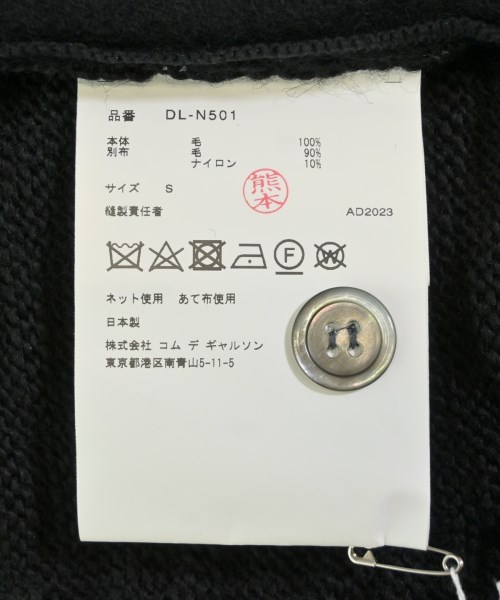 品番 DL-N501
本体 毛 100%
別布 毛 90%
ナイロン 10%
熊本
サイズ S
縫製責任者 AD2023
F W
ネット使用 あて布使用
日本製
株式会社 コム デ ギャルソン
東京都港区南青山5-11-5